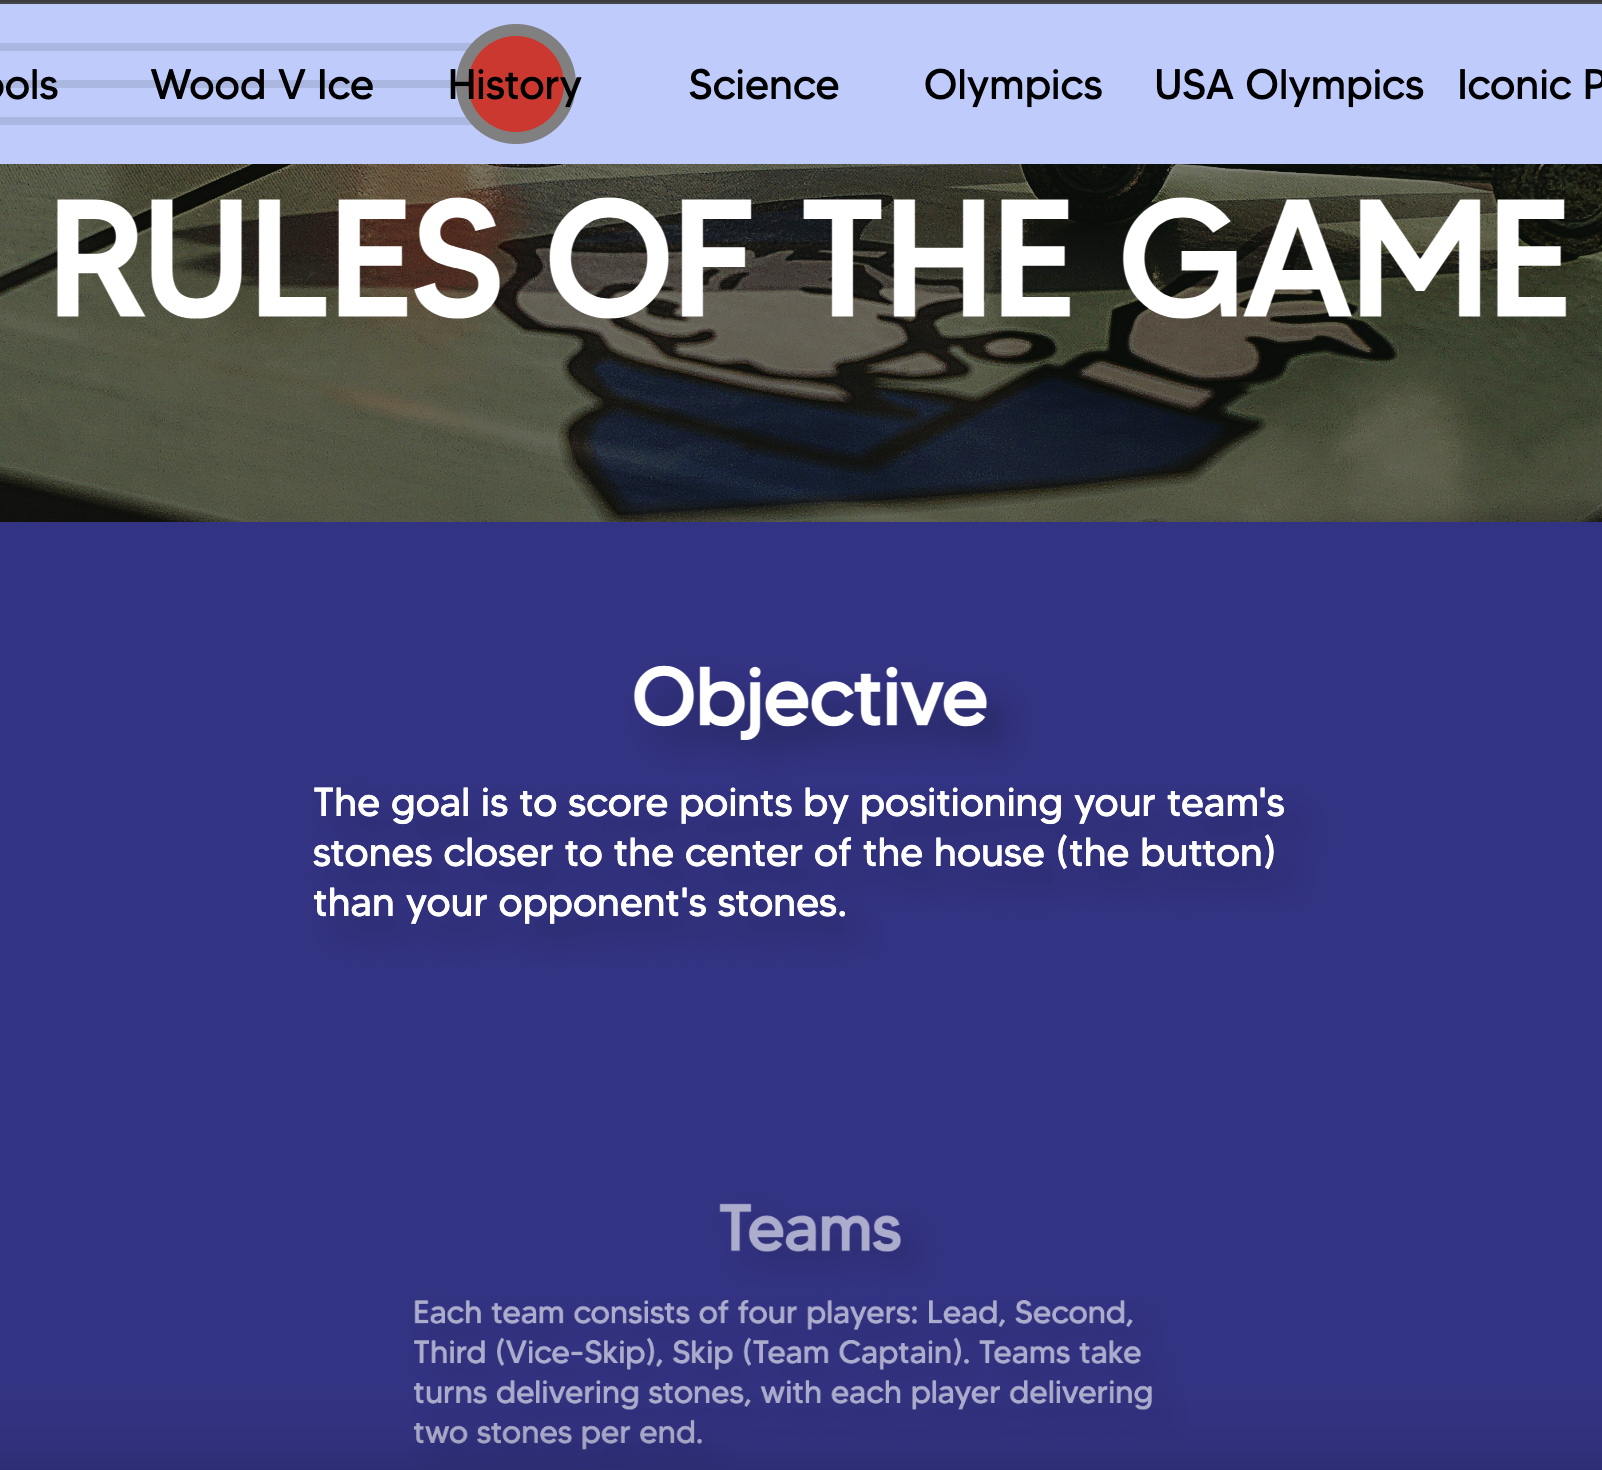 Wood V Ice History Science Olympics USA Olympics Iconic
RULES OF THE GAME
Objective
The goal is to score points by positioning your team's
stones closer to the center of the house (the button)
than your opponent's stones.
Teams
Each team consists of four players: Lead, Second,
Third (Vice-Skip), Skip (Team Captain). Teams take
turns delivering stones, with each player delivering
two stones per end.